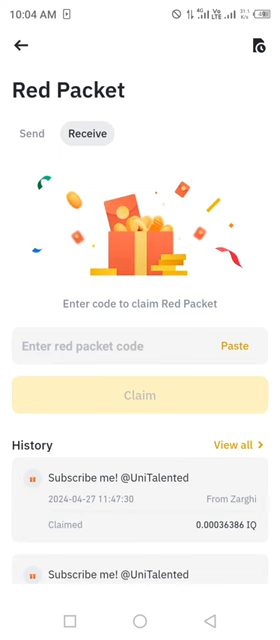 10:04 AM
Red Packet
Send Receive
Enter code to claim Red Packet
Enter red packet code Paste
Claim
History View all >
Subscribe me! @UniTalented
2024-04-27 11:47:30 From Zarghi
Claimed 0.00036386 IQ
Subscribe me! @UniTalented